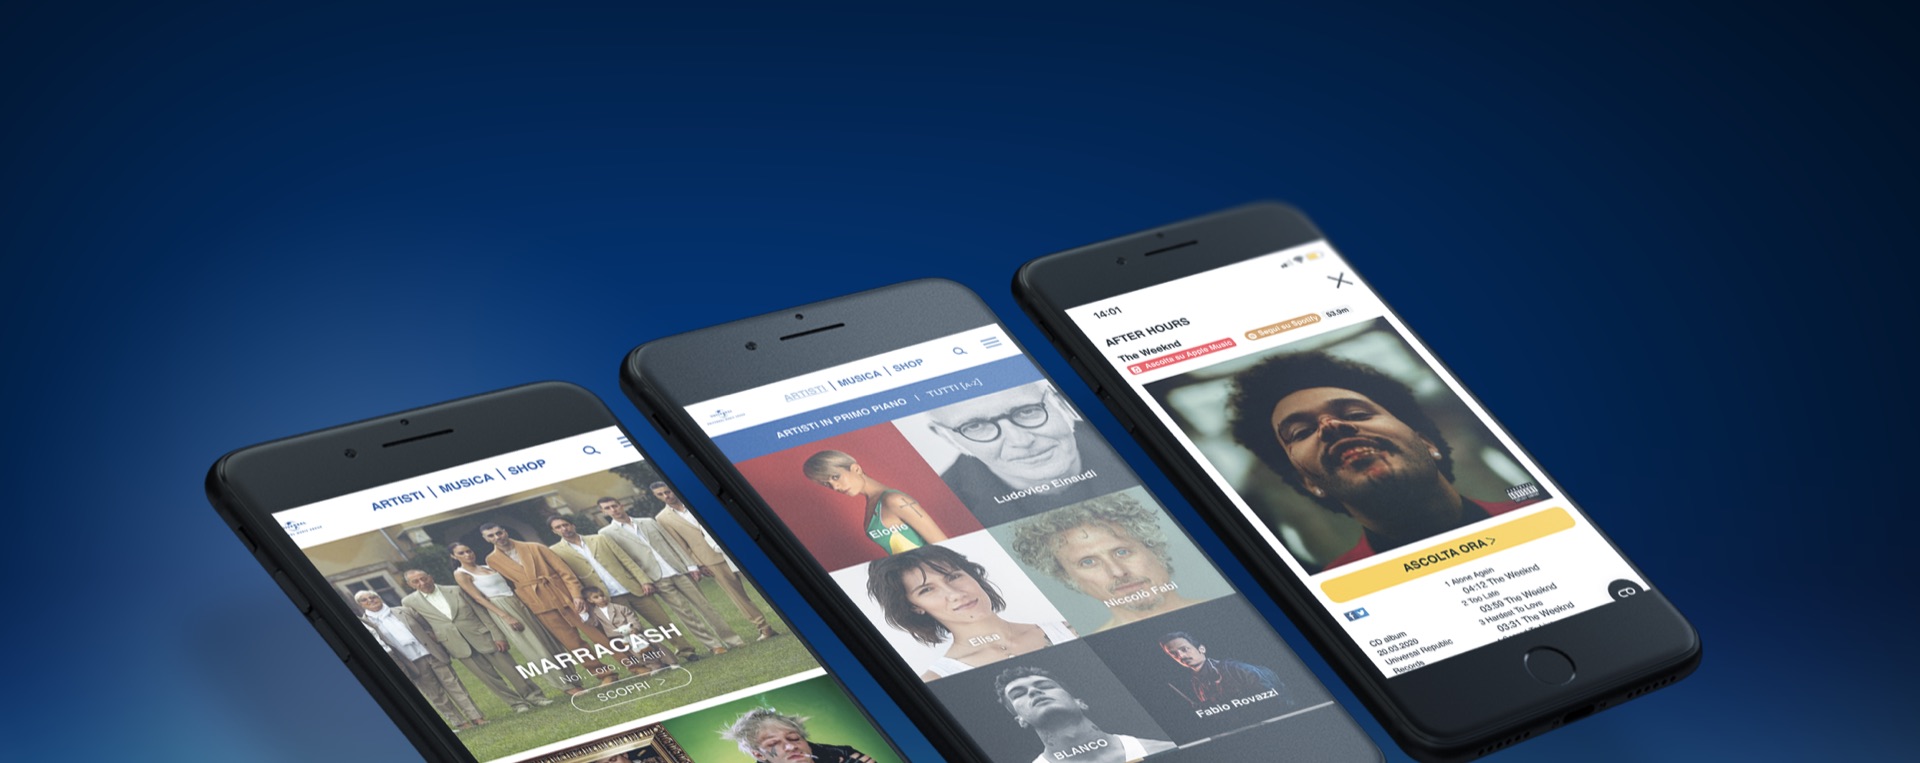 ARTISTI | MUSICA | SHOP
MARRACASH
Noi, Loro, Gli Altri
SCOPRI >
ARTISTI | MUSICA | SHOP
ARTISTI IN PRIMO PIANO | TUTTI [A-Z]
Elodie
Ludovico Einaudi
Elisa
Niccolò Fabi
BLANCO
Fabio Rovazzi
14:01
AFTER HOURS
The Weeknd
Ascolta su Apple Music
Segui su Spotify
53.9m
ASCOLTA ORA >
1 Alone Again
04:12 The Weeknd
2 Too Late
03:59 The Weeknd
3 Hardest To Love
03:31 The Weeknd
CD album
20.03.2020
Universal Republic
Records